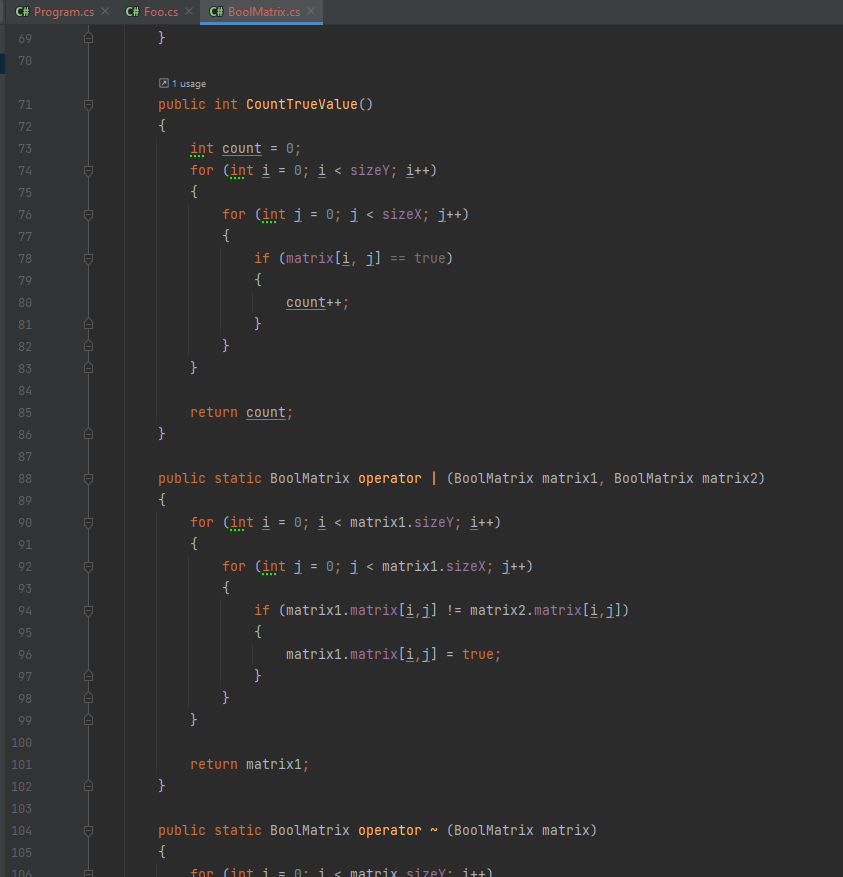 C# Program.cs × C# Foo.cs × C# BoolMatrix.cs ×
69 }
70
1 usage
71 public int CountTrueValue()
72 {
73 int count = 0;
74 for (int i = 0; i < sizeY; i++)
75 {
76 for (int j = 0; j < sizeX; j++)
77 {
78 if (matrix[i, j] == true)
79 {
80 count++;
81 }
82 }
83 }
84
85 return count;
86 }
87
88 public static BoolMatrix operator | (BoolMatrix matrix1, BoolMatrix matrix2)
89 {
90 for (int i = 0; i < matrix1.sizeY; i++)
91 {
92 for (int j = 0; j < matrix1.sizeX; j++)
93 {
94 if (matrix1.matrix[i,j] != matrix2.matrix[i,j])
95 {
96 matrix1.matrix[i,j] = true;
97 }
98 }
99 }
100
101 return matrix1;
102 }
103
104 public static BoolMatrix operator ~ (BoolMatrix matrix)
105 {
106 for (int i = 0; i < matrix.sizeY; i++)